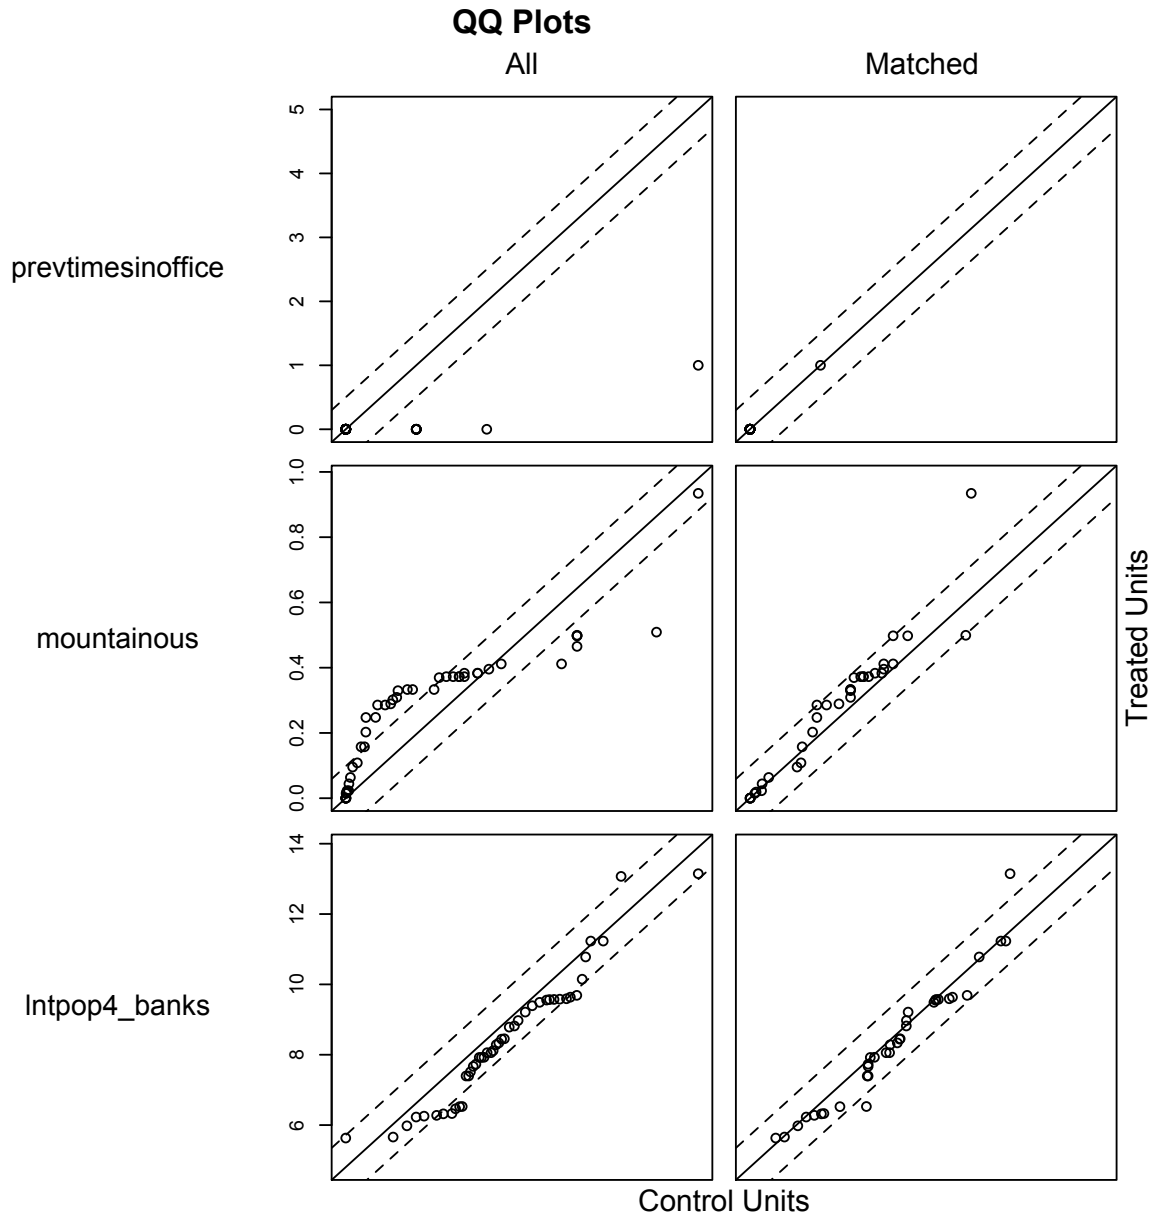 QQ Plots
All
Matched
prevtimesinoffice
0 1 2 3 4 5
mountainous
0.0 0.2 0.4 0.6 0.8 1.0
lntpop4_banks
6 8 10 12 14
Treated Units
Control Units